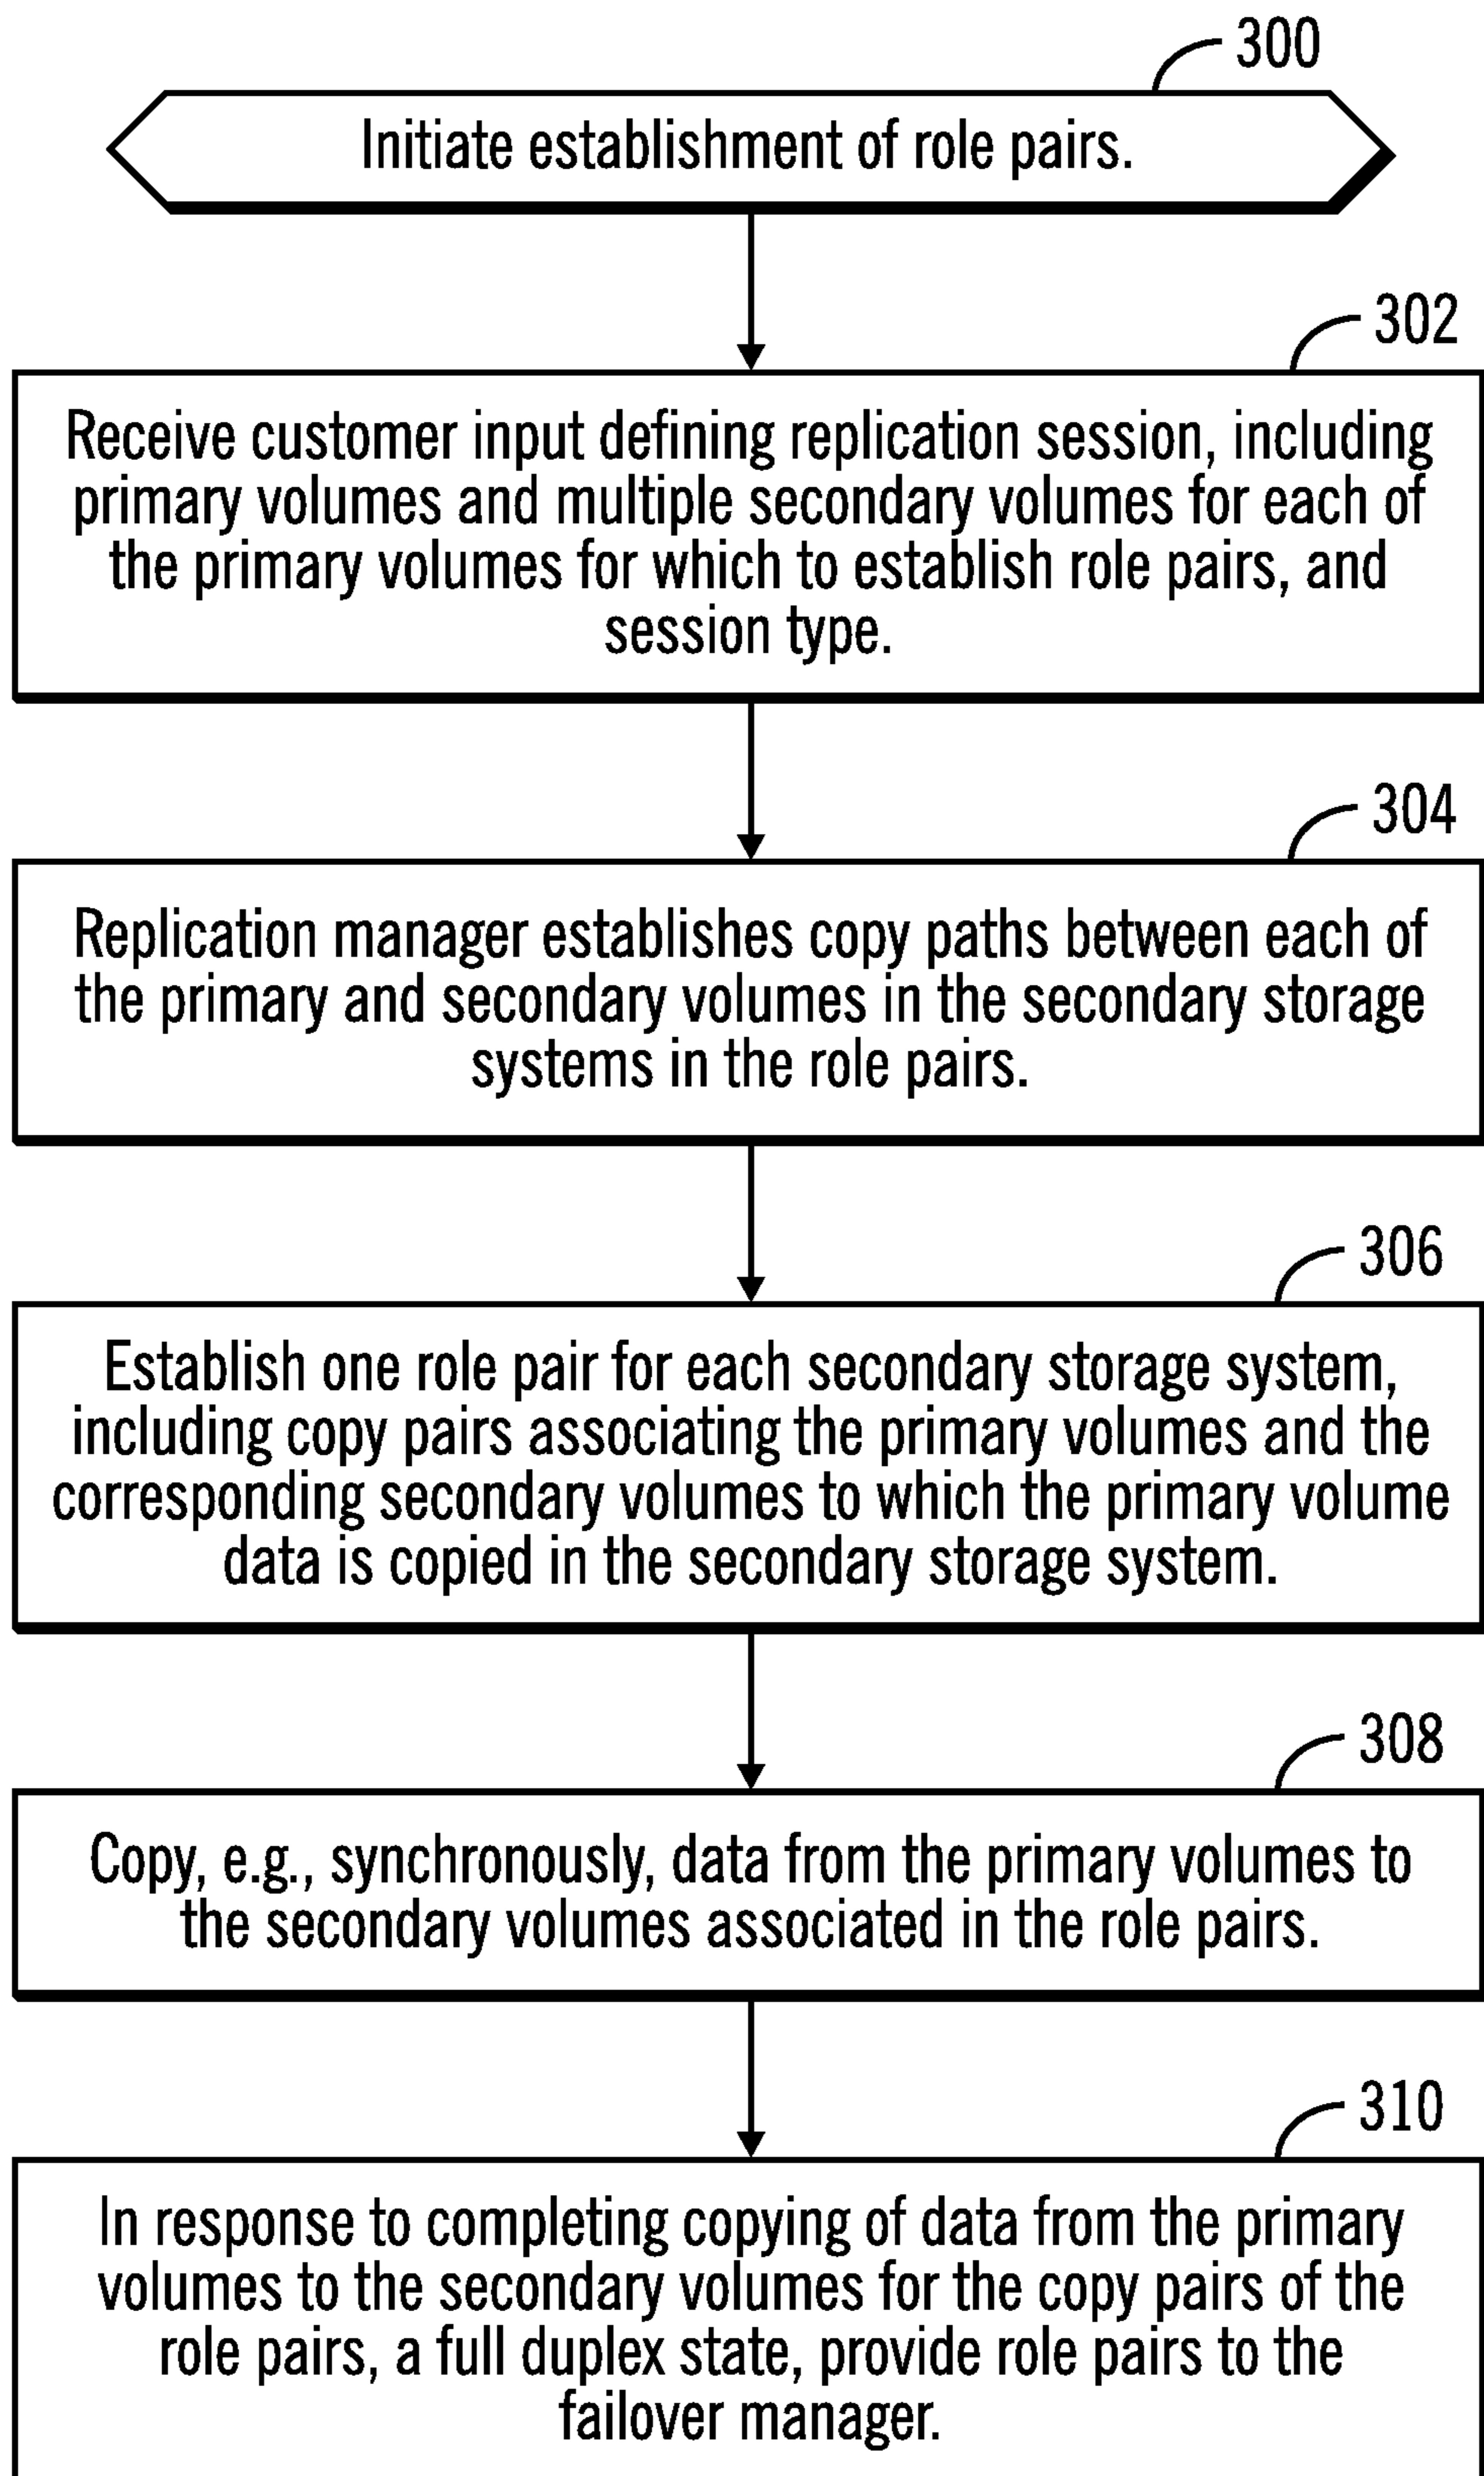 300
Initiate establishment of role pairs.
302
Receive customer input defining replication session, including
primary volumes and multiple secondary volumes for each of
the primary volumes for which to establish role pairs, and
session type.
304
Replication manager establishes copy paths between each of
the primary and secondary volumes in the secondary storage
systems in the role pairs.
306
Establish one role pair for each secondary storage system,
including copy pairs associating the primary volumes and the
corresponding secondary volumes to which the primary volume
data is copied in the secondary storage system.
308
Copy, e.g., synchronously, data from the primary volumes to
the secondary volumes associated in the role pairs.
310
In response to completing copying of data from the primary
volumes to the secondary volumes for the copy pairs of the
role pairs, a full duplex state, provide role pairs to the
failover manager.